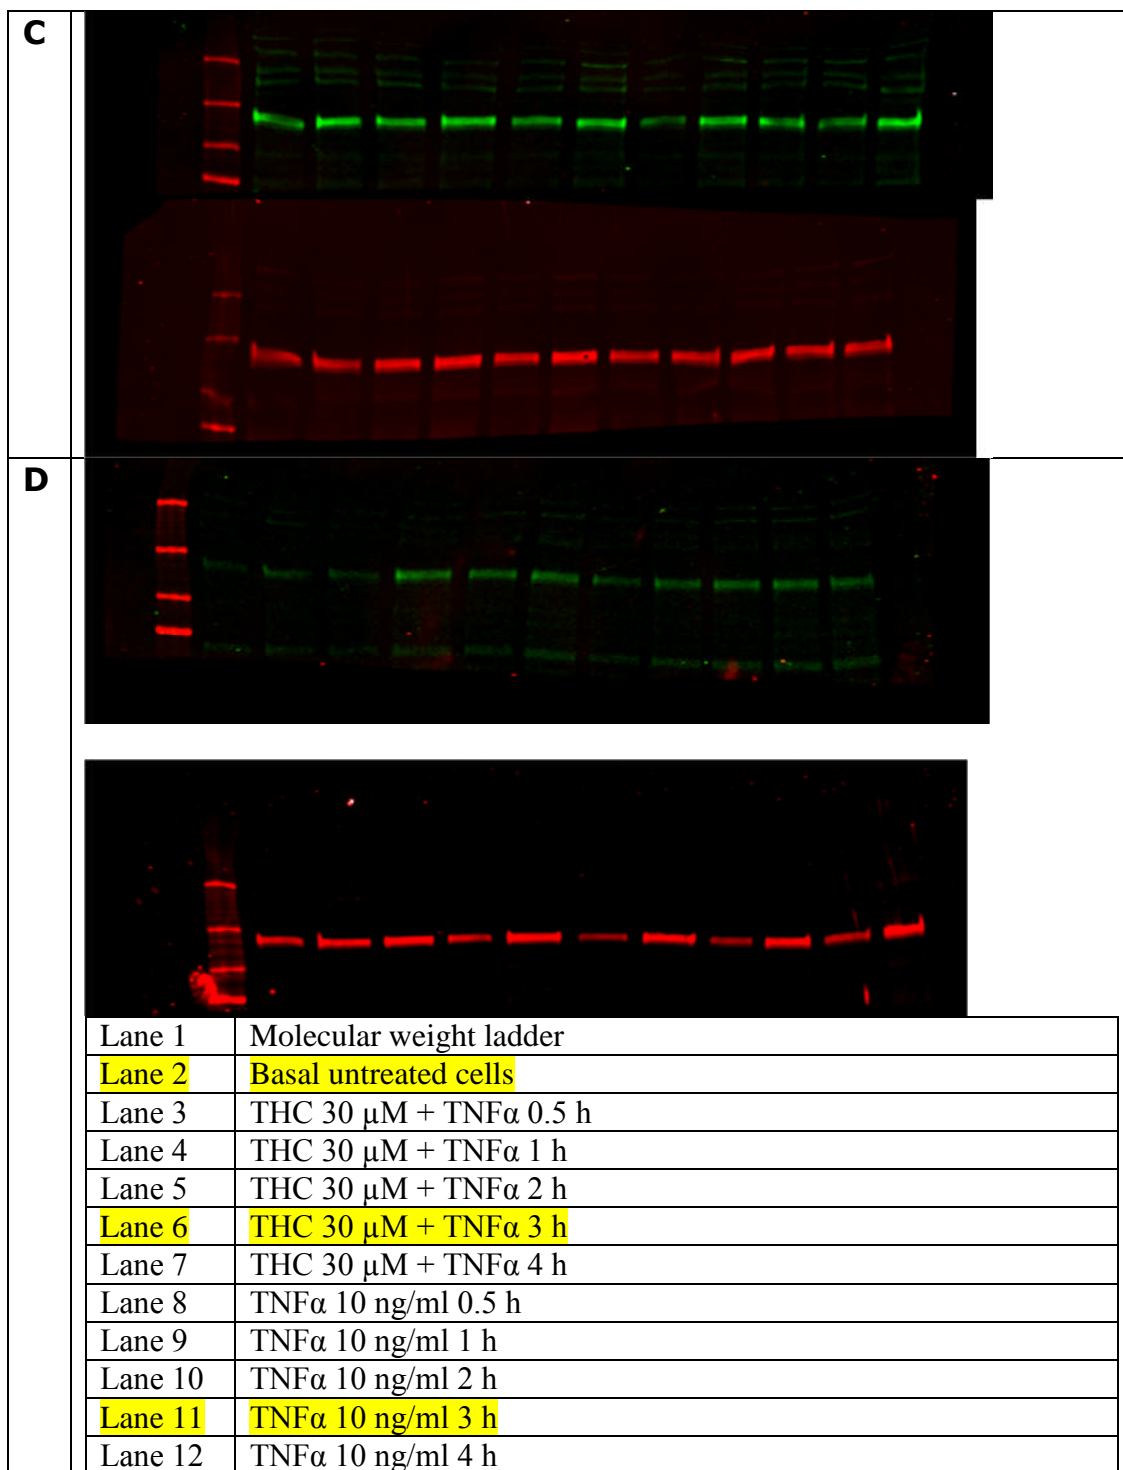 C
D
Lane 1 Molecular weight ladder
Lane 2 Basal untreated cells
Lane 3 THC 30 μM + TNFα 0.5 h
Lane 4 THC 30 μM + TNFα 1 h
Lane 5 THC 30 μM + TNFα 2 h
Lane 6 THC 30 μM + TNFα 3 h
Lane 7 THC 30 μM + TNFα 4 h
Lane 8 TNFα 10 ng/ml 0.5 h
Lane 9 TNFα 10 ng/ml 1 h
Lane 10 TNFα 10 ng/ml 2 h
Lane 11 TNFα 10 ng/ml 3 h
Lane 12 TNFα 10 ng/ml 4 h